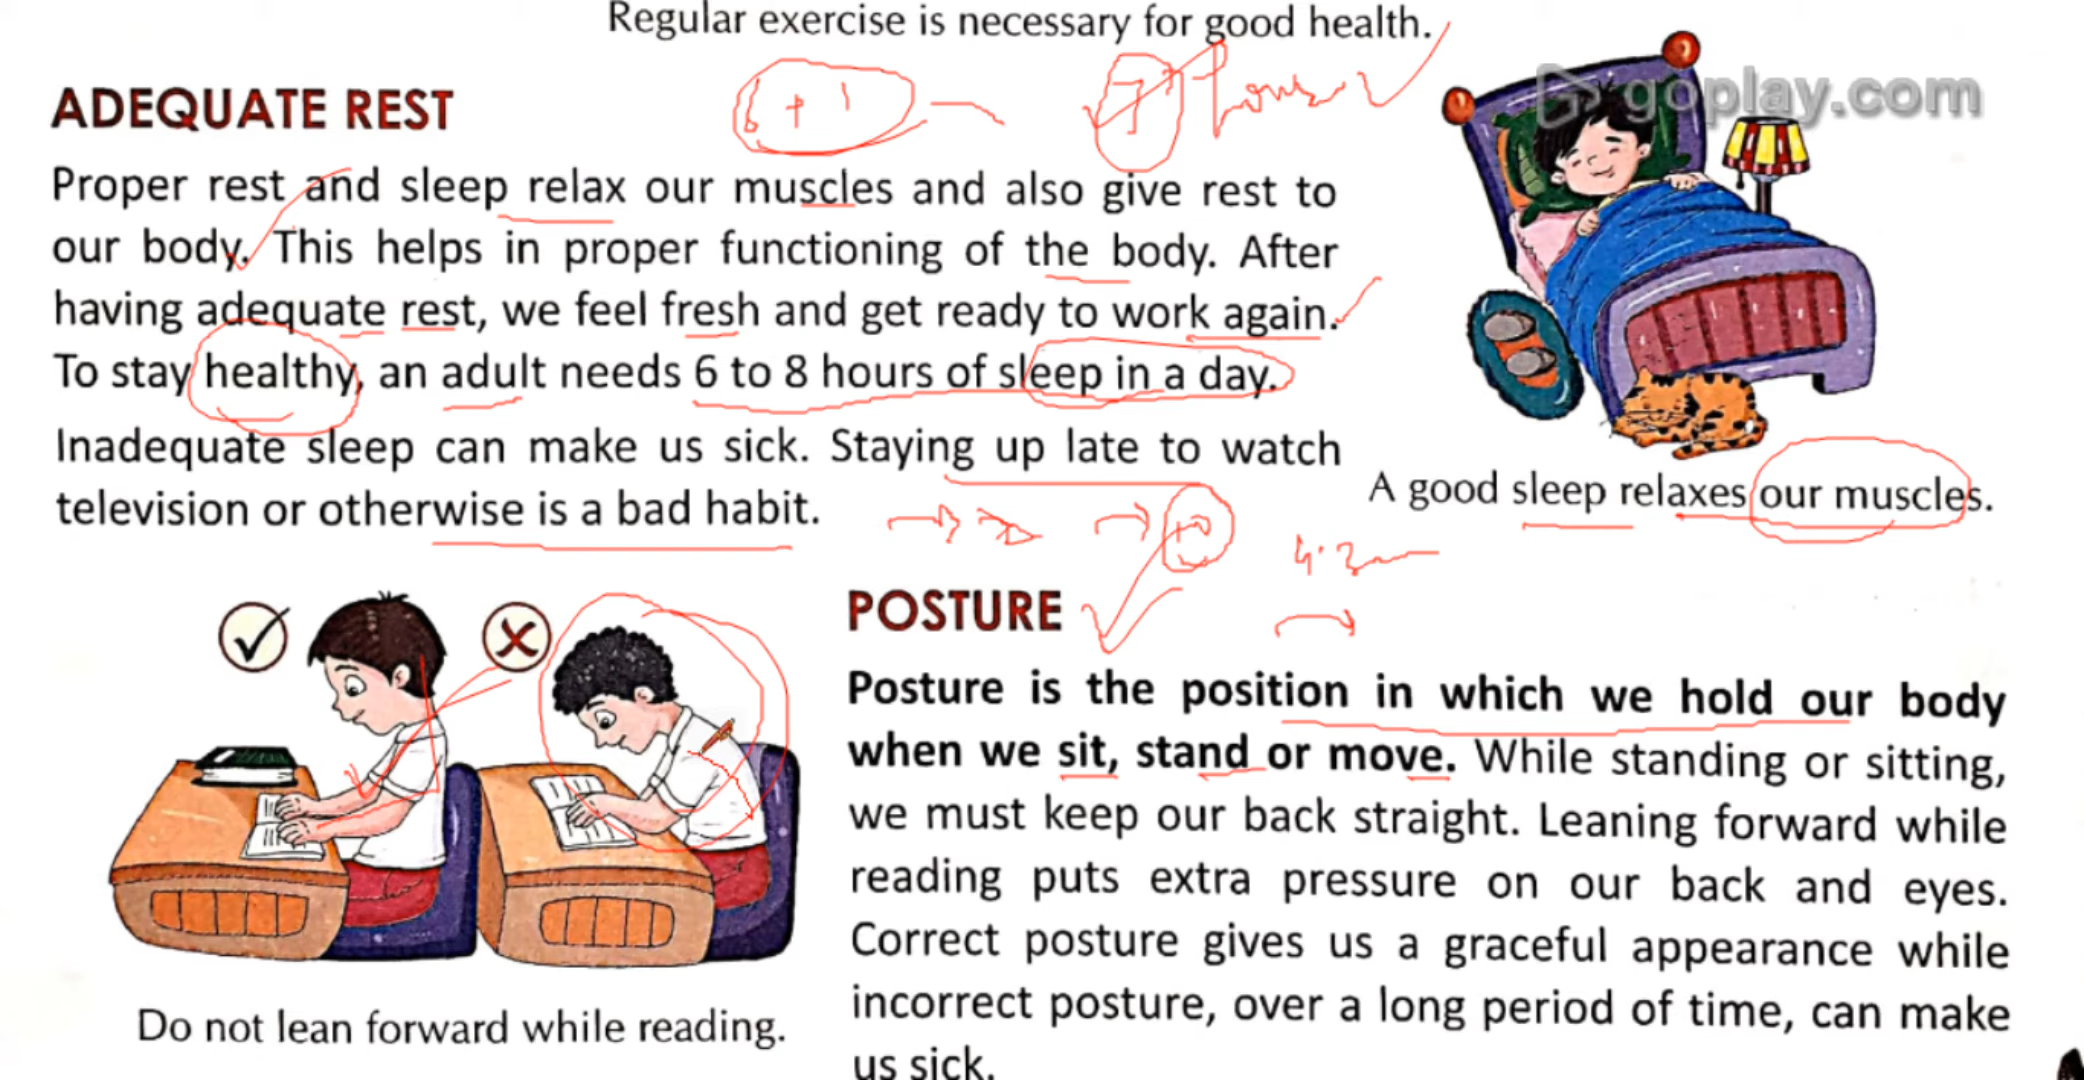 Regular exercise is necessary for good health.
6 + 1
7 hours
goplay.com
ADEQUATE REST
Proper rest and sleep relax our muscles and also give rest to
our body. This helps in proper functioning of the body. After
having adequate rest, we feel fresh and get ready to work again.
To stay healthy, an adult needs 6 to 8 hours of sleep in a day.
Inadequate sleep can make us sick. Staying up late to watch
television or otherwise is a bad habit.
A good sleep relaxes our muscles.
POSTURE
Posture is the position in which we hold our body
when we sit, stand or move. While standing or sitting,
we must keep our back straight. Leaning forward while
reading puts extra pressure on our back and eyes.
Correct posture gives us a graceful appearance while
incorrect posture, over a long period of time, can make
us sick.
Do not lean forward while reading.